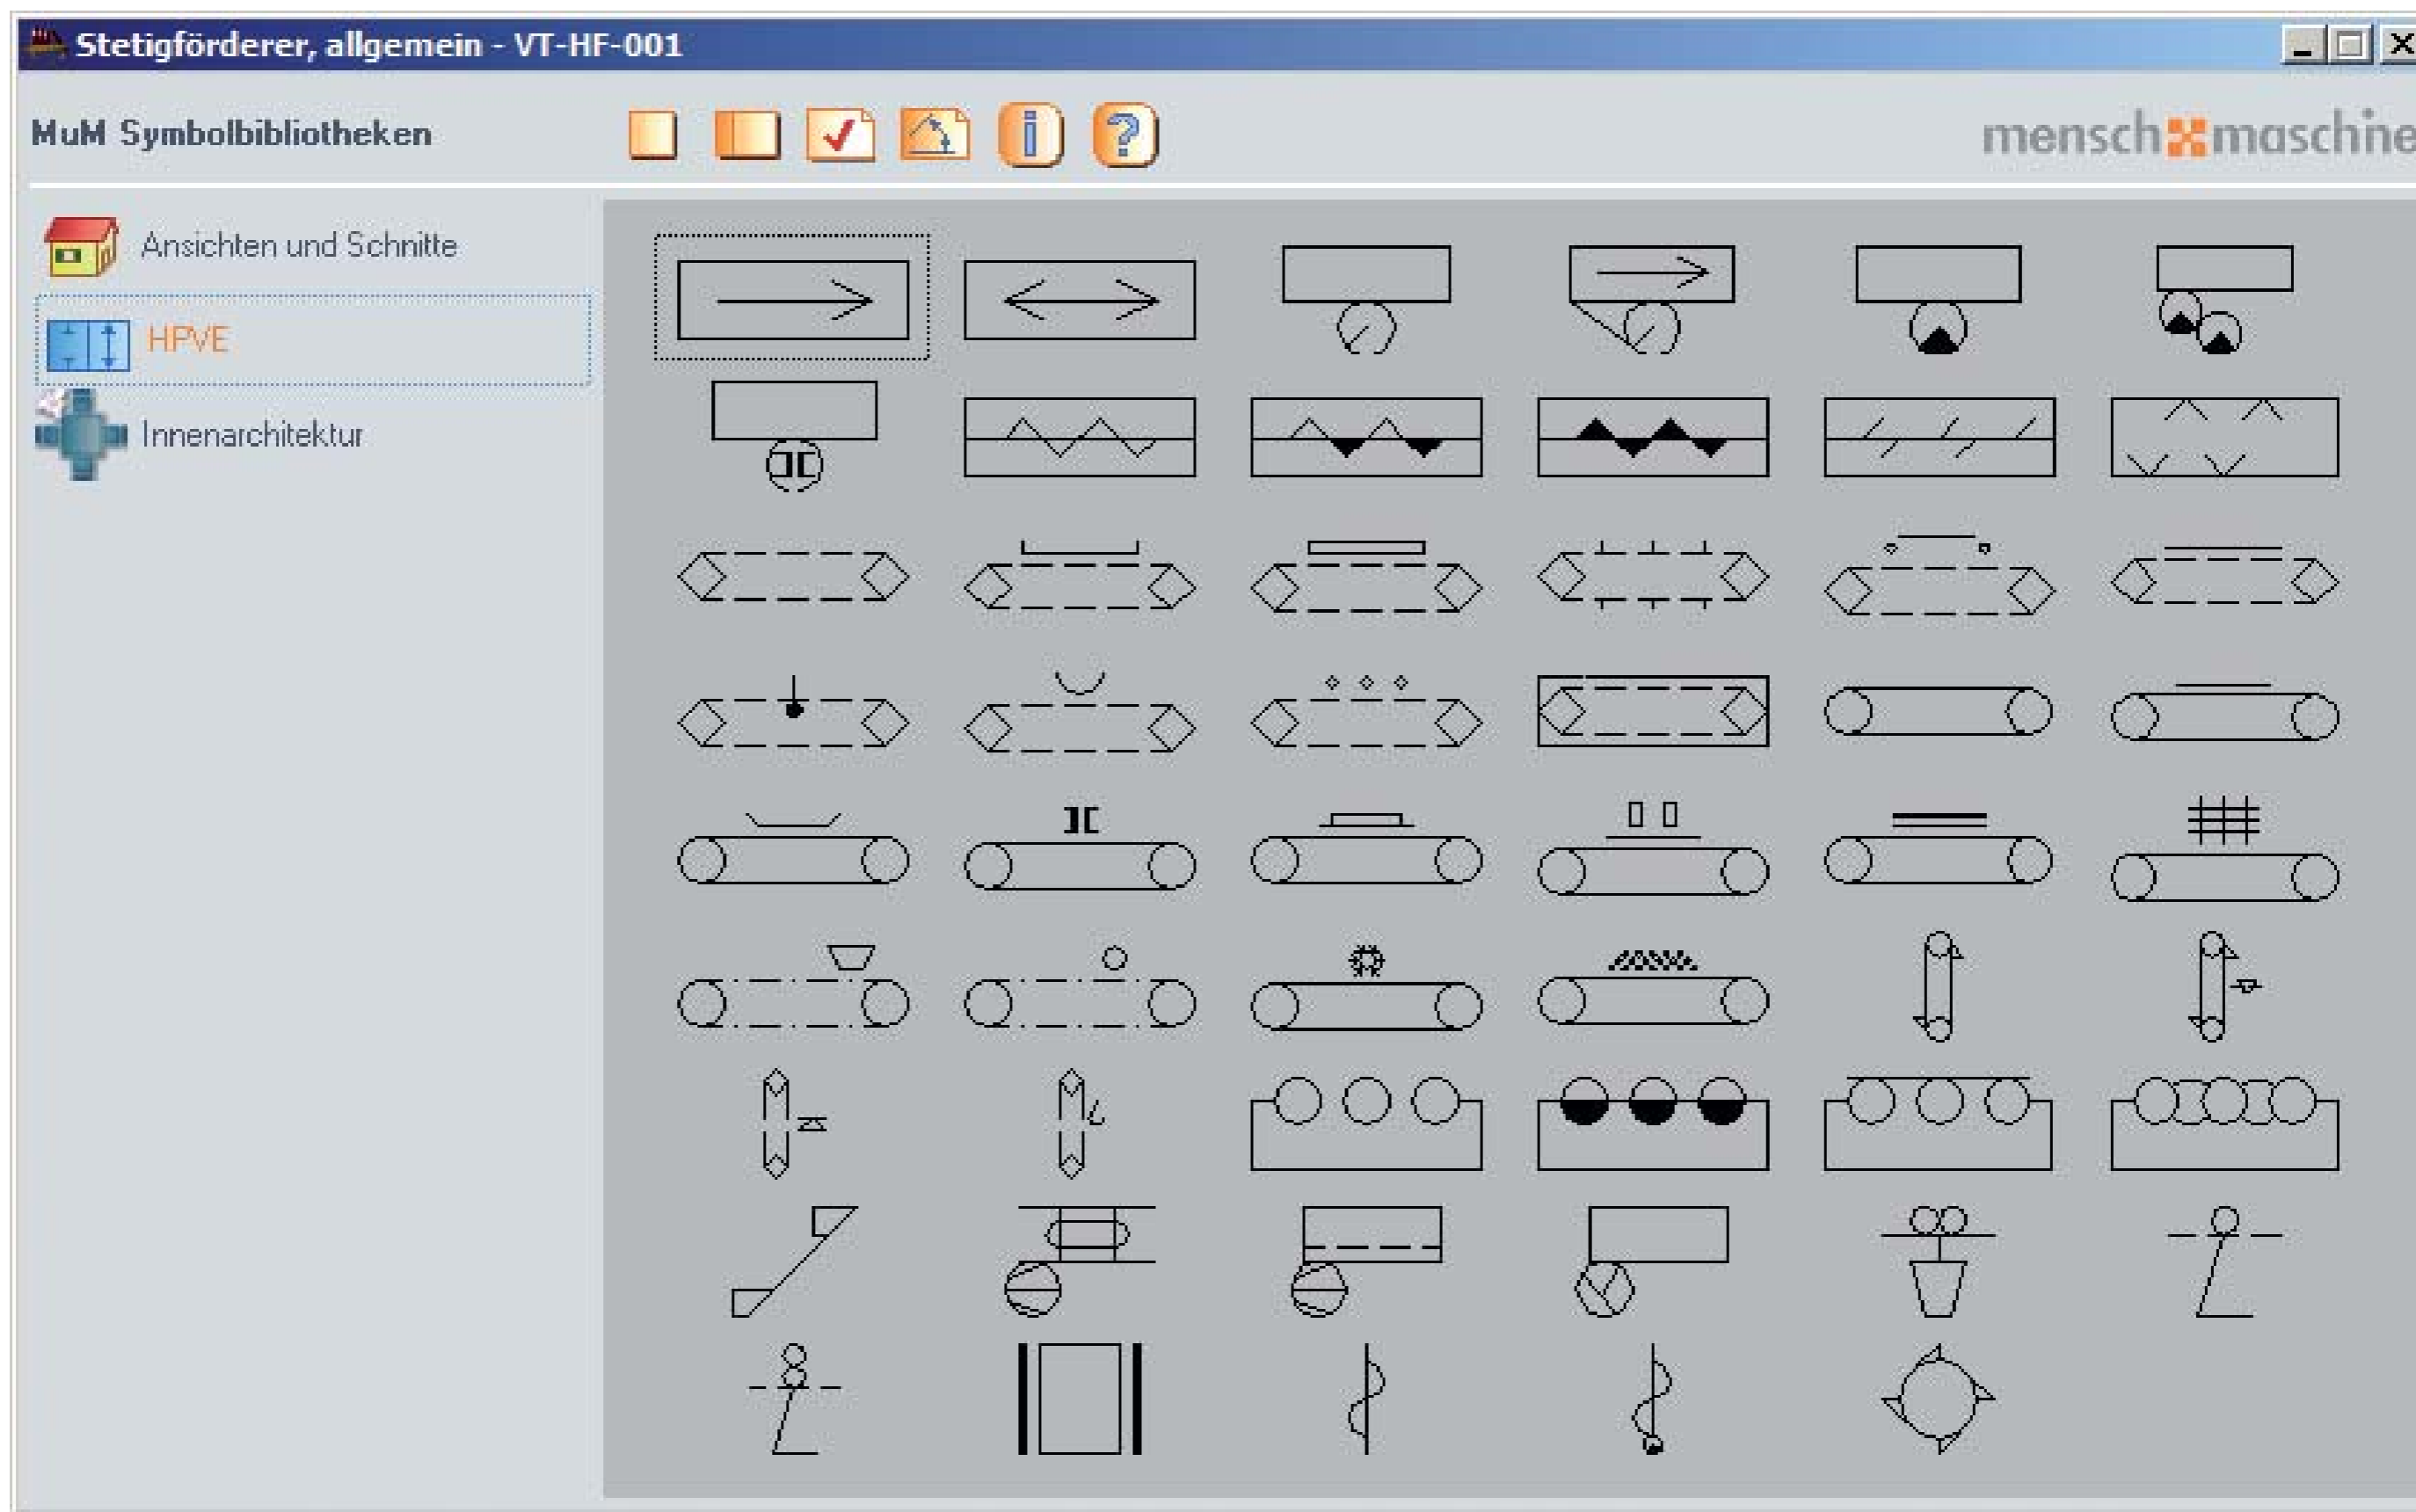 Stetigförderer, allgemein - VT-HF-001
MuM Symbolbibliotheken
mensch maschine
Ansichten und Schnitte
HPVE
Innenarchitektur